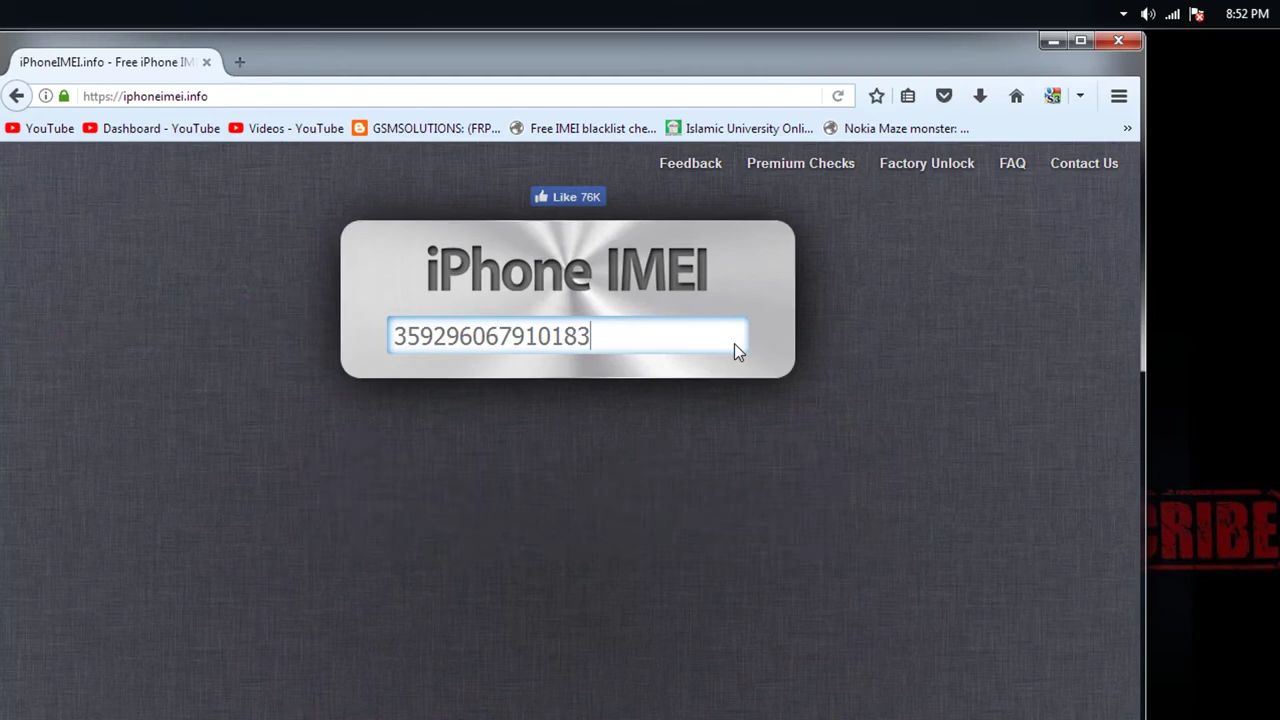 8:52 PM
iPhoneIMEI.info - Free iPhone IM
https://iphoneimei.info
YouTube Dashboard - YouTube Videos - YouTube GSMSOLUTIONS: (FRP... Free IMEI blacklist che... Islamic University Onli... Nokia Maze monster: ... »
Feedback Premium Checks Factory Unlock FAQ Contact Us
Like 76K
iPhone IMEI
359296067910183
CRIBE